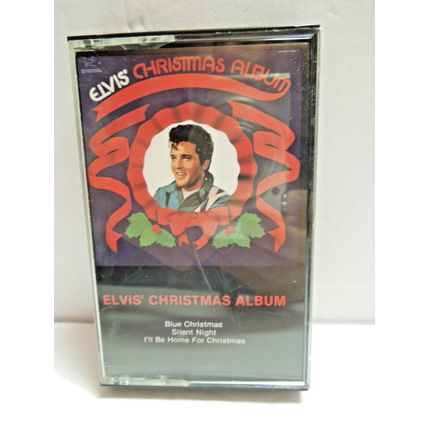 ELVIS' CHRISTMAS ALBUM
ELVIS' CHRISTMAS ALBUM
Blue Christmas
Silent Night
I'll Be Home For Christmas